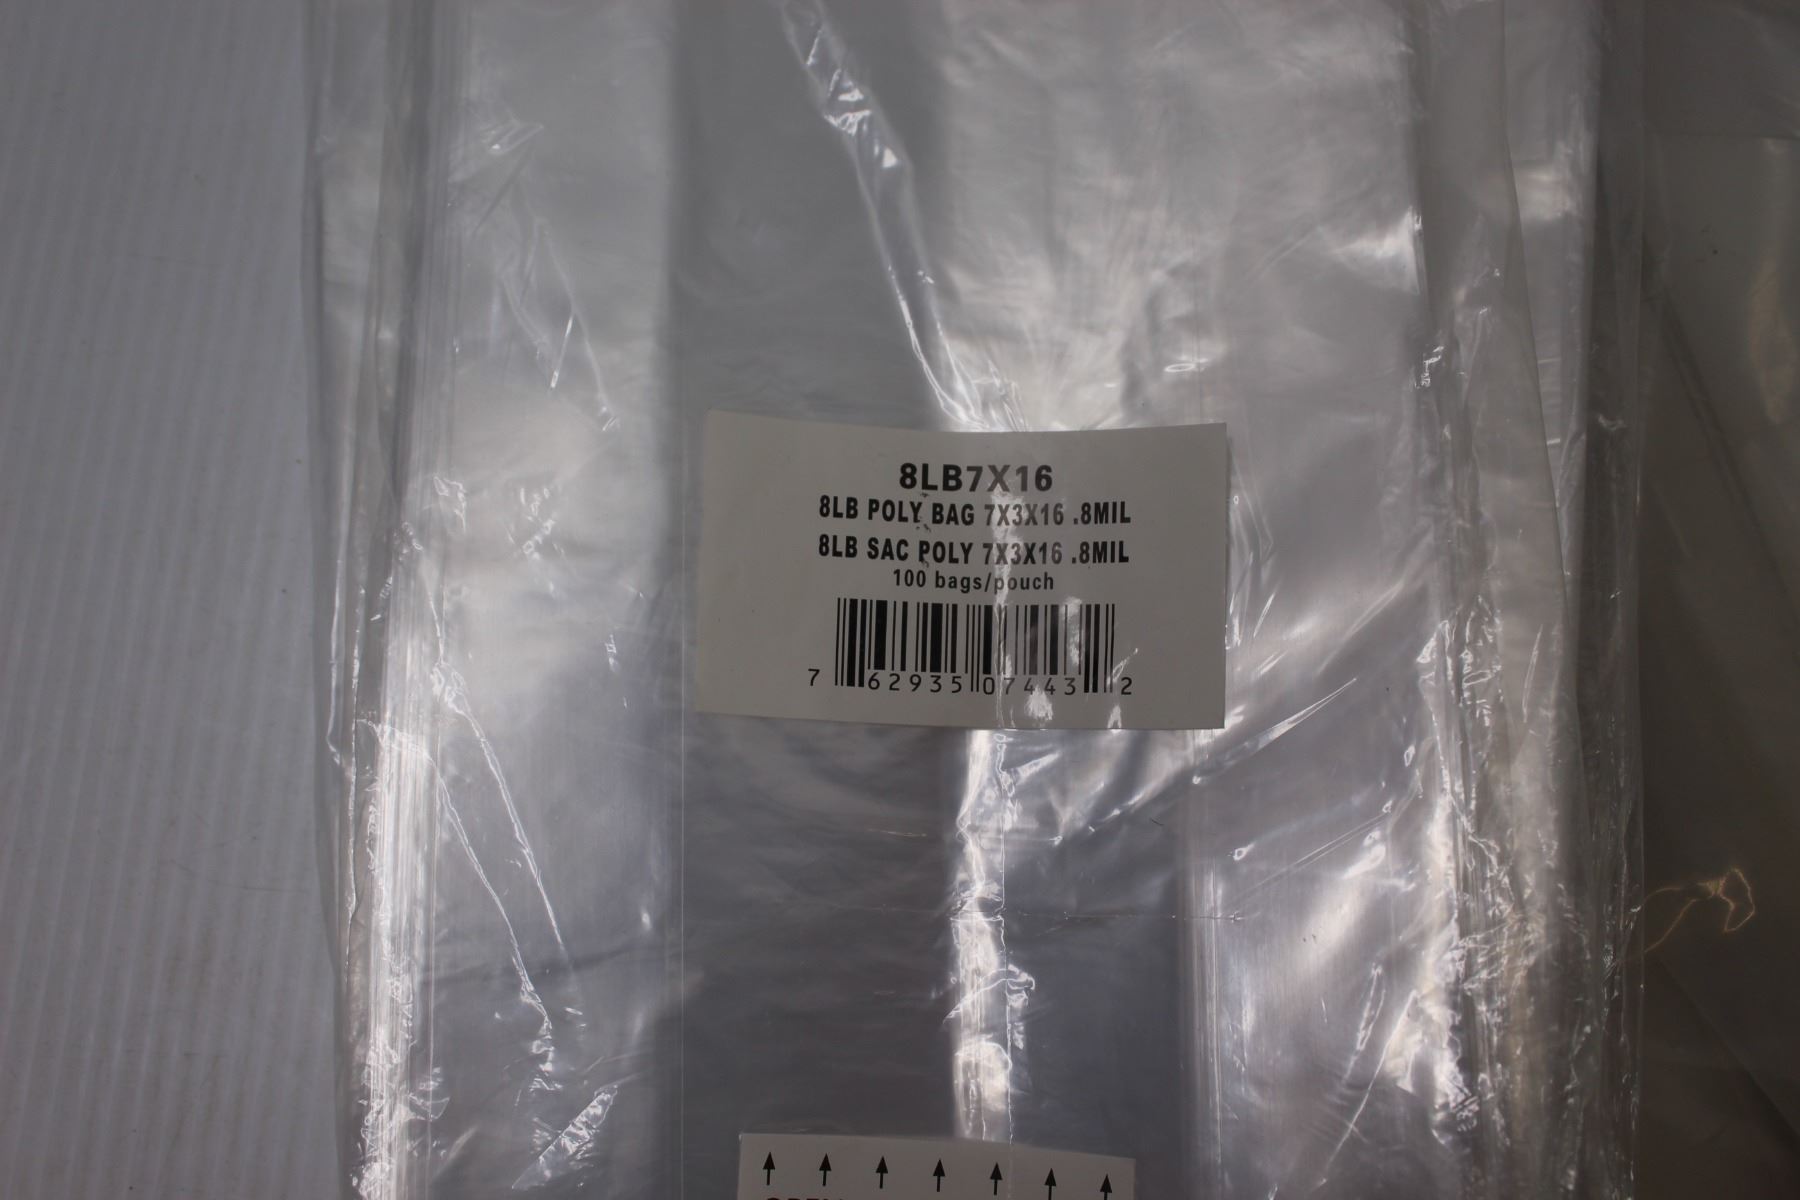 8LB7X16
8LB POLY BAG 7X3X16 .8MIL
8LB SAC POLY 7X3X16 .8MIL
100 bags/pouch
7 62935 07443 2